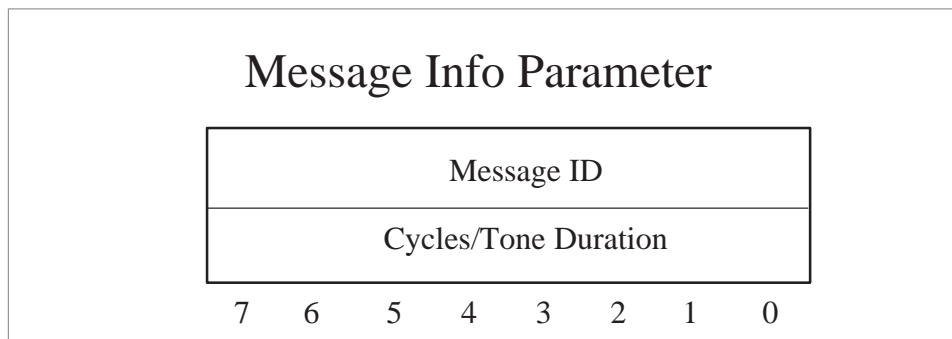 Message Info Parameter
Message ID
Cycles/Tone Duration
7 6 5 4 3 2 1 0